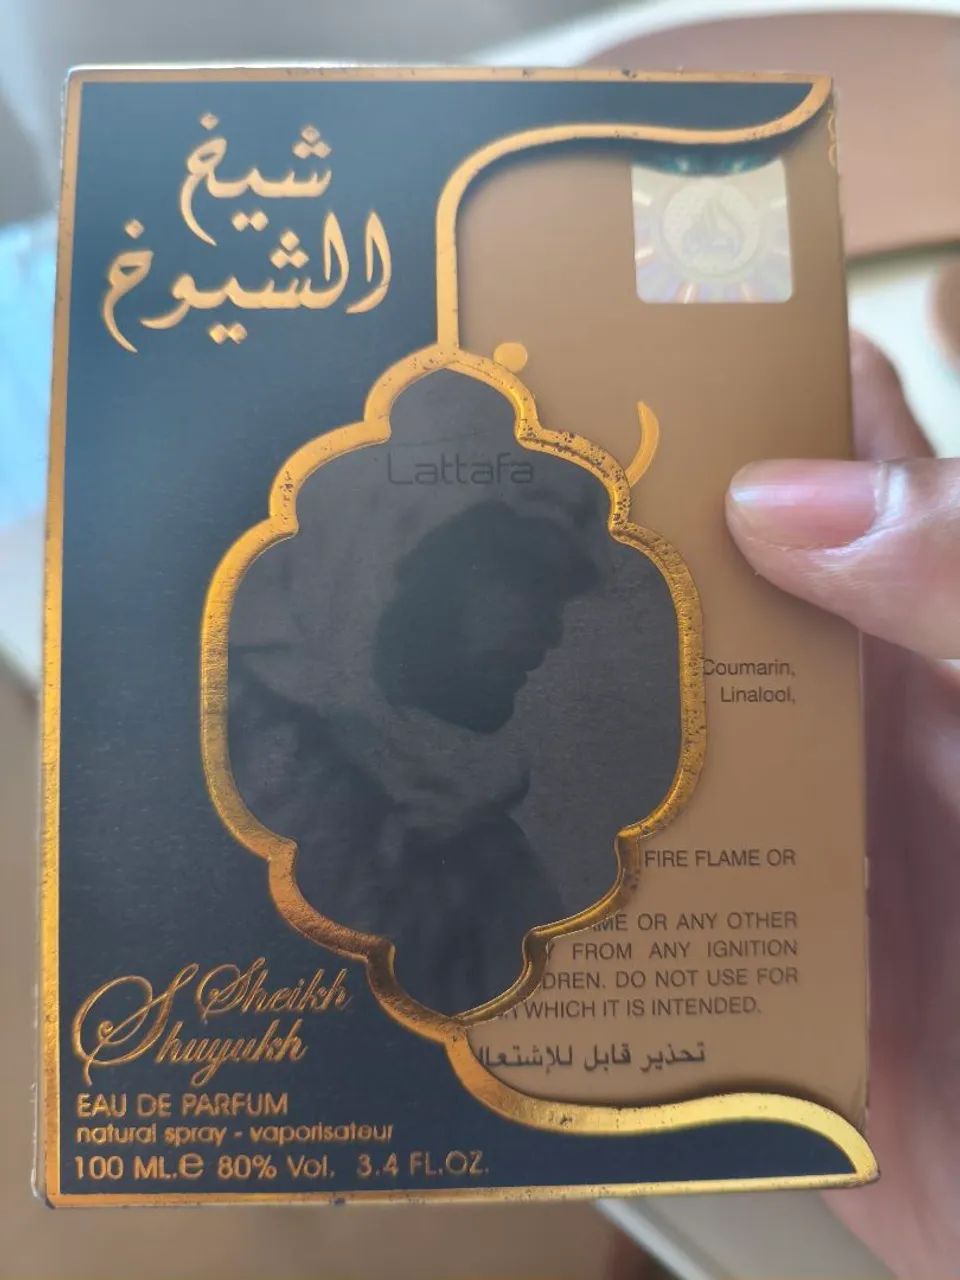 شيخ
الشيوخ
Lattafa
Coumarin,
Linalool,
FIRE FLAME OR
OR ANY OTHER
FROM ANY IGNITION
DO NOT USE FOR
WHICH IT IS INTENDED.
تحذير قابل للإشتعال
Sheikh
Shuyukh
EAU DE PARFUM
natural spray - vaporisateur
100 ML.e 80% Vol. 3.4 FL.OZ.